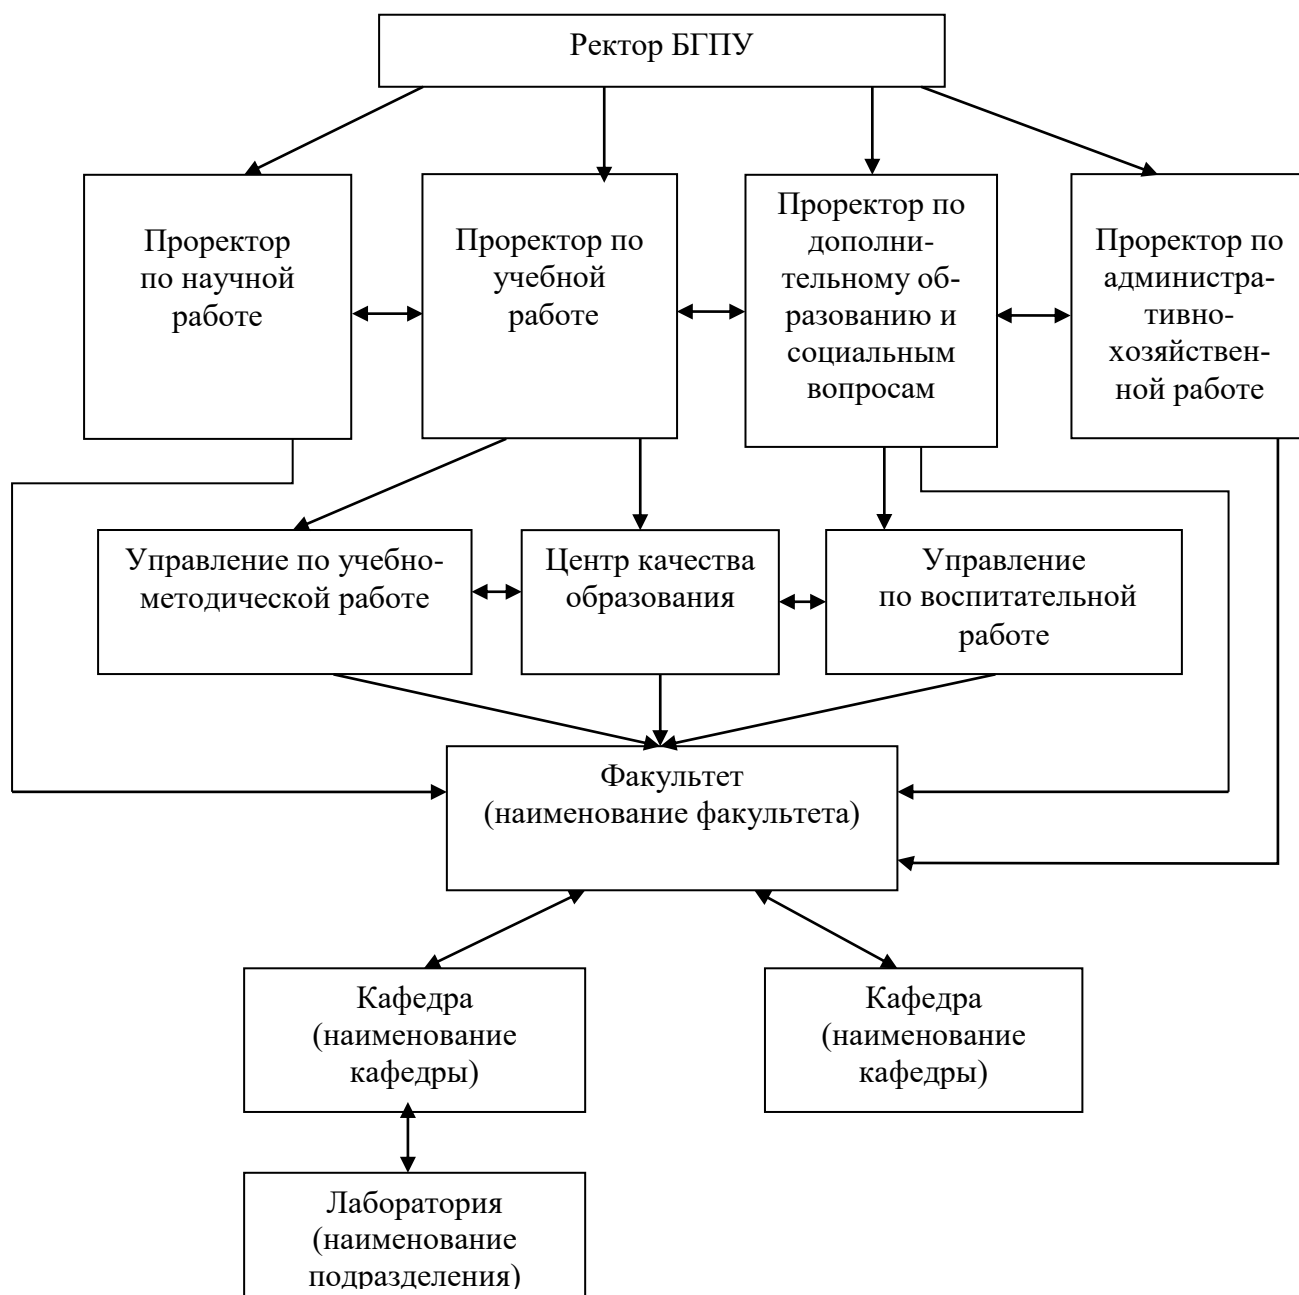 Ректор БГПУ
Проректор
по научной
работе
Проректор по
учебной
работе
Проректор по
дополни-
тельному об-
разованию и
социальным
вопросам
Проректор по
администра-
тивно-
хозяйствен-
ной работе
Управление по учебно-
методической работе
Центр качества
образования
Управление
по воспитательной
работе
Факультет
(наименование факультета)
Кафедра
(наименование
кафедры)
Кафедра
(наименование
кафедры)
Лаборатория
(наименование
подразделения)